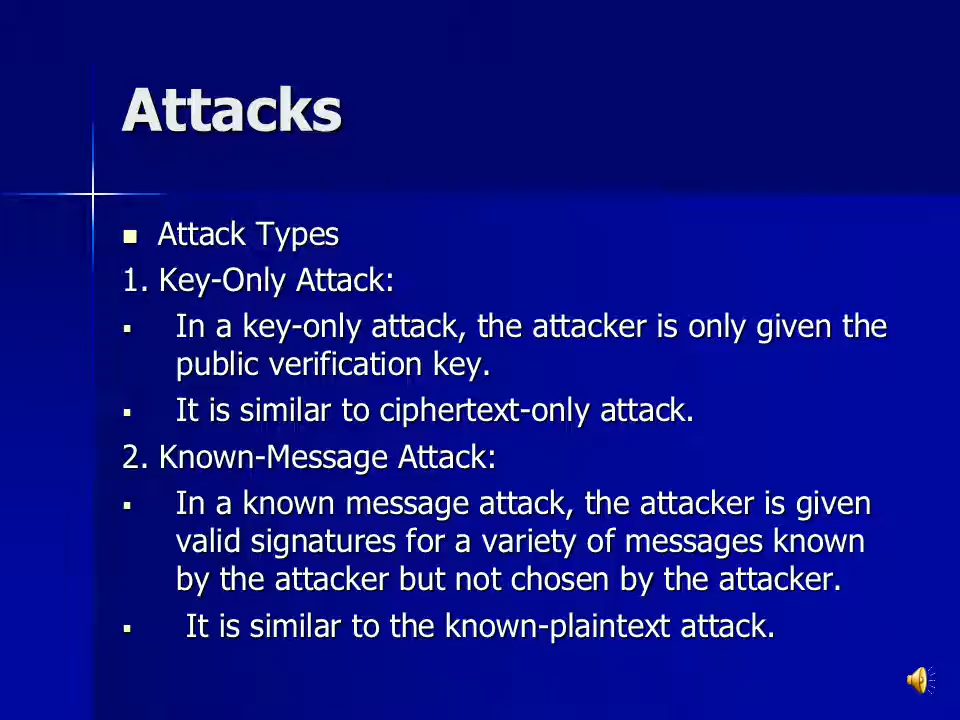 Attacks
Attack Types
1. Key-Only Attack:
In a key-only attack, the attacker is only given the
public verification key.
It is similar to ciphertext-only attack.
2. Known-Message Attack:
In a known message attack, the attacker is given
valid signatures for a variety of messages known
by the attacker but not chosen by the attacker.
It is similar to the known-plaintext attack.